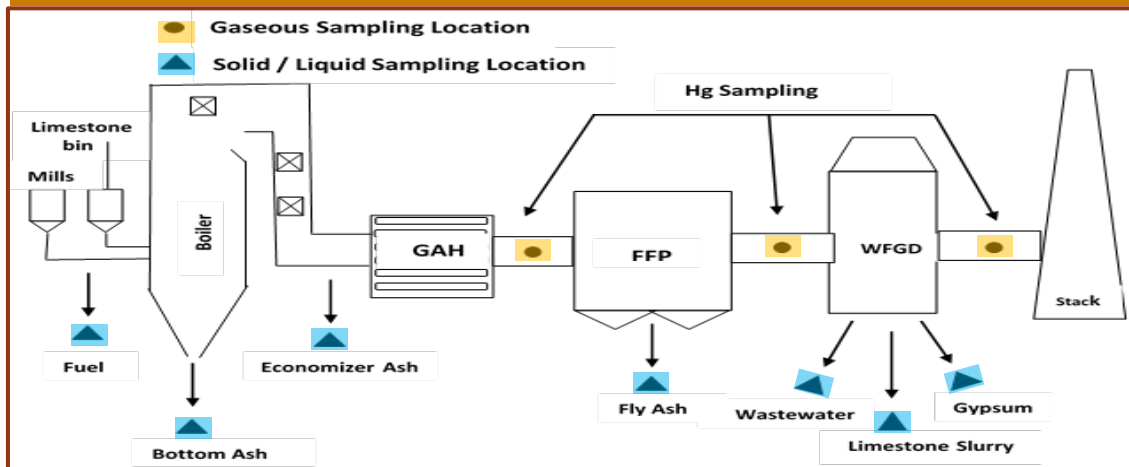 Gaseous Sampling Location
Solid / Liquid Sampling Location
Hg Sampling
Limestone
bin
Mills
Boiler
GAH
FFP
WFGD
Stack
Fuel
Economizer Ash
Fly Ash
Wastewater
Gypsum
Limestone Slurry
Bottom Ash